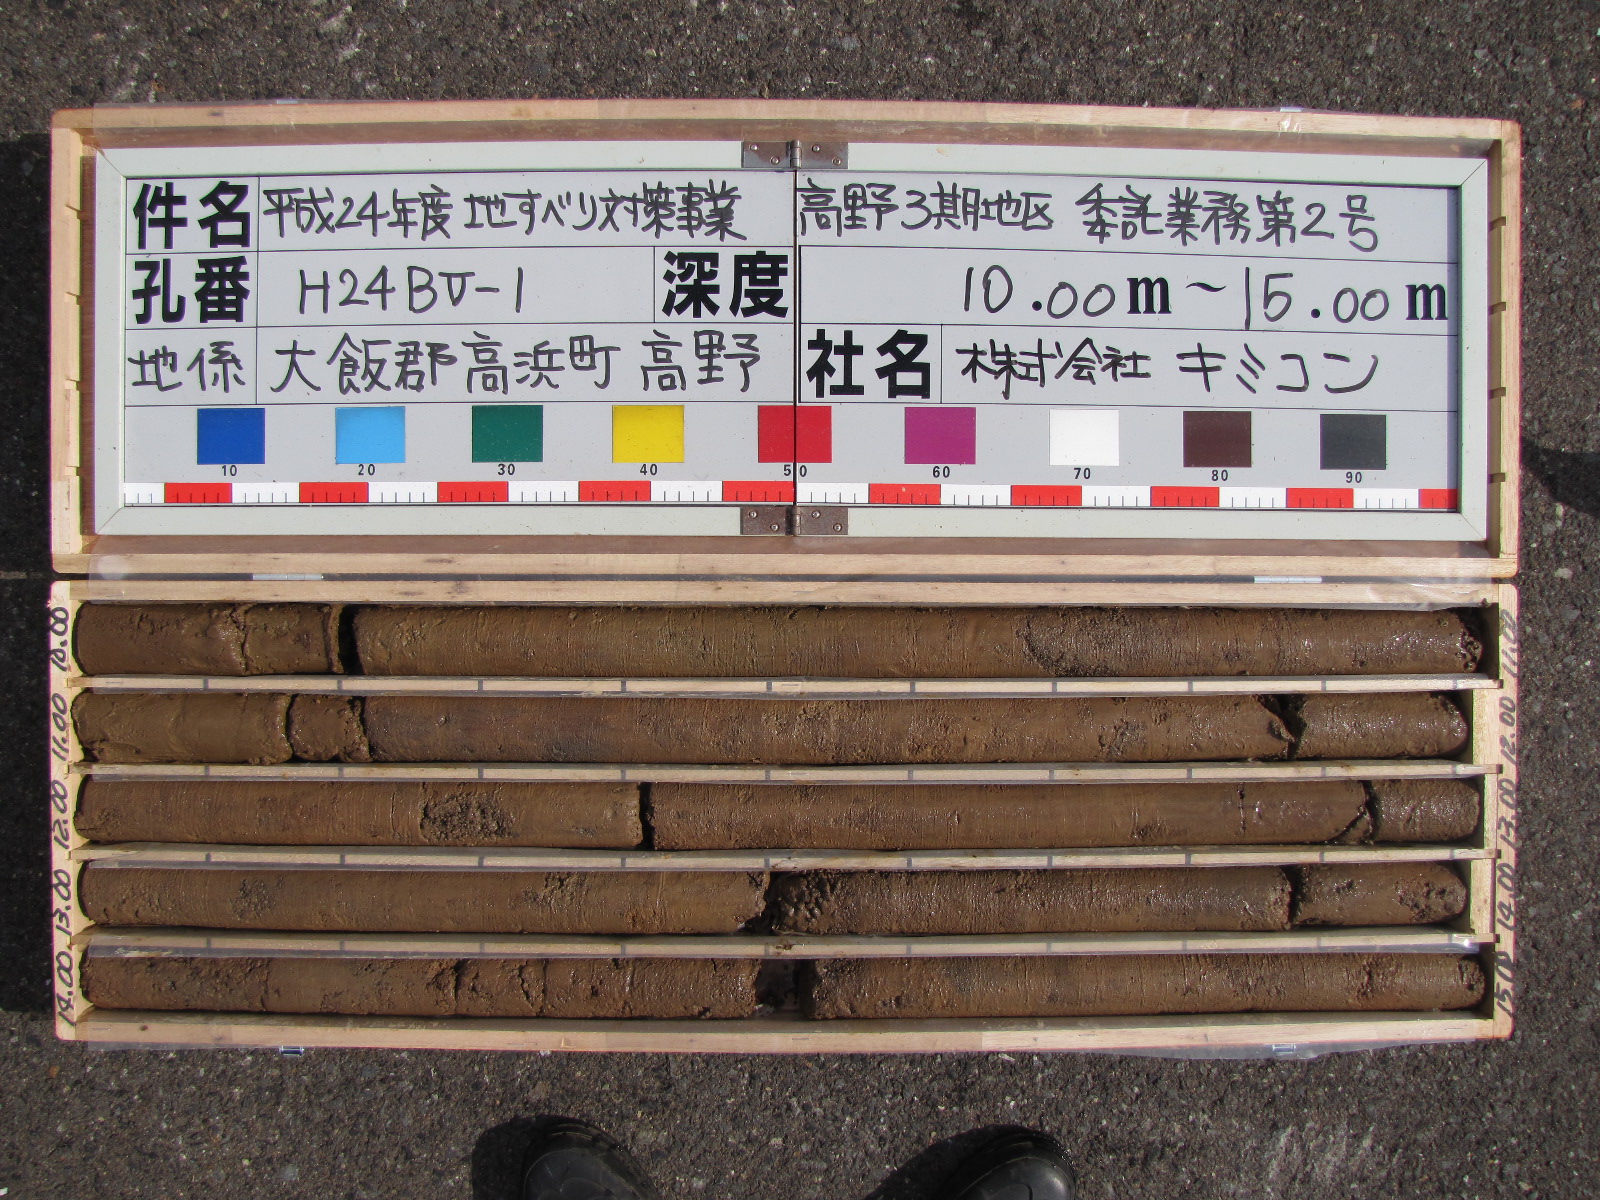 件名 平成24年度 地すべり対策事業 高野3期地区 委託業務第2号
孔番 H24BV-1 深度 10.00m~15.00m
地係 大飯郡高浜町 高野 社名 株式会社 キミコン
10 20 30 40 50 60 70 80 90
10.00 11.00
11.00 12.00
12.00 13.00
13.00 14.00
14.00 15.00